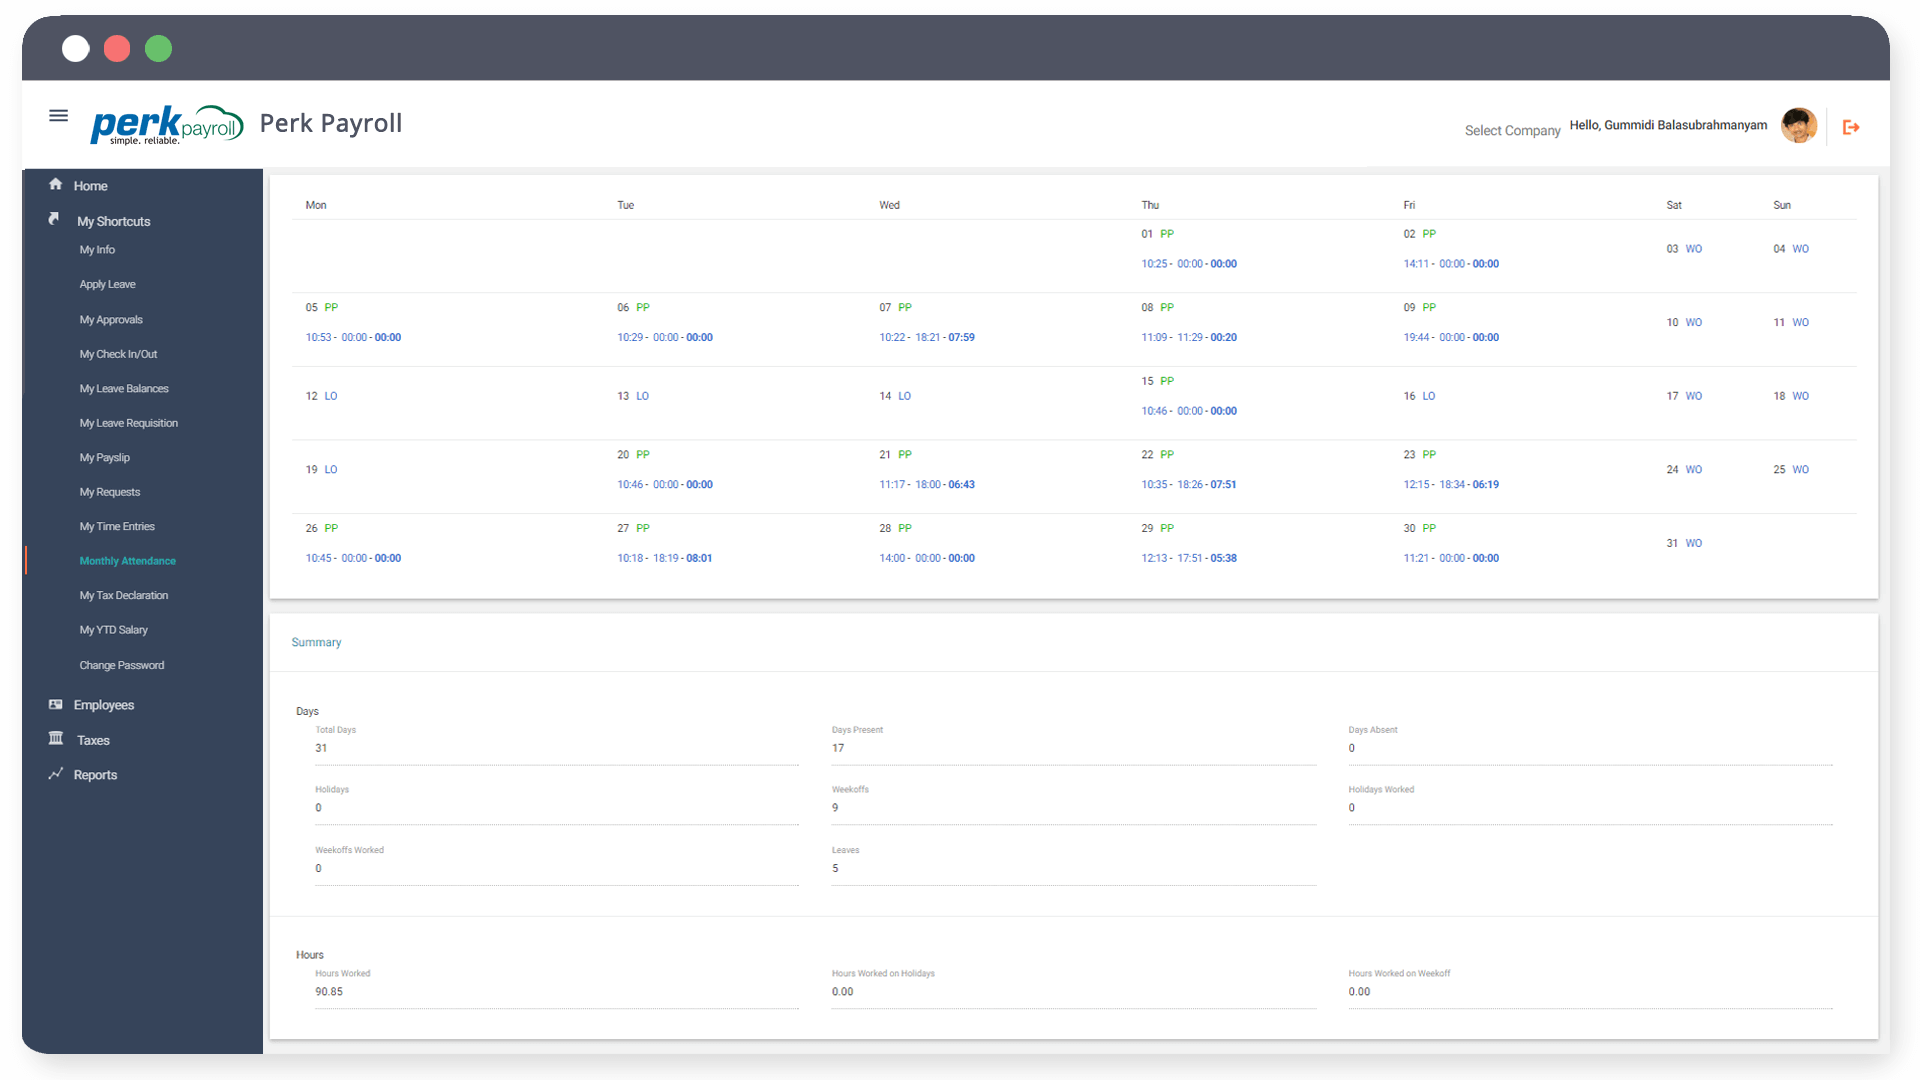 perk payroll
simple. reliable.
Perk Payroll
Select Company
Hello, Gummidi Balasubrahmanyam
Home
My Shortcuts
My Info
Apply Leave
My Approvals
My Check In/Out
My Leave Balances
My Leave Requisition
My Payslip
My Requests
My Time Entries
Monthly Attendance
My Tax Declaration
My YTD Salary
Change Password
Employees
Taxes
Reports
Mon Tue Wed Thu Fri Sat Sun
01 PP 02 PP 03 WO 04 WO
10:25 - 00:00 - 00:00 14:11 - 00:00 - 00:00
05 PP 06 PP 07 PP 08 PP 09 PP 10 WO 11 WO
10:53 - 00:00 - 00:00 10:29 - 00:00 - 00:00 10:22 - 18:21 - 07:59 11:09 - 11:29 - 00:20 19:44 - 00:00 - 00:00
12 LO 13 LO 14 LO 15 PP 16 LO 17 WO 18 WO
10:46 - 00:00 - 00:00
19 LO 20 PP 21 PP 22 PP 23 PP 24 WO 25 WO
10:46 - 00:00 - 00:00 11:17 - 18:00 - 06:43 10:35 - 18:26 - 07:51 12:15 - 18:34 - 06:19
26 PP 27 PP 28 PP 29 PP 30 PP 31 WO
10:45 - 00:00 - 00:00 10:18 - 18:19 - 08:01 14:00 - 00:00 - 00:00 12:13 - 17:51 - 05:38 11:21 - 00:00 - 00:00
Summary
Days
Total Days Days Present Days Absent
31 17 0
Holidays Weekoffs Holidays Worked
0 9 0
Weekoffs Worked Leaves
0 5
Hours
Hours Worked Hours Worked on Holidays Hours Worked on Weekoff
90.85 0.00 0.00